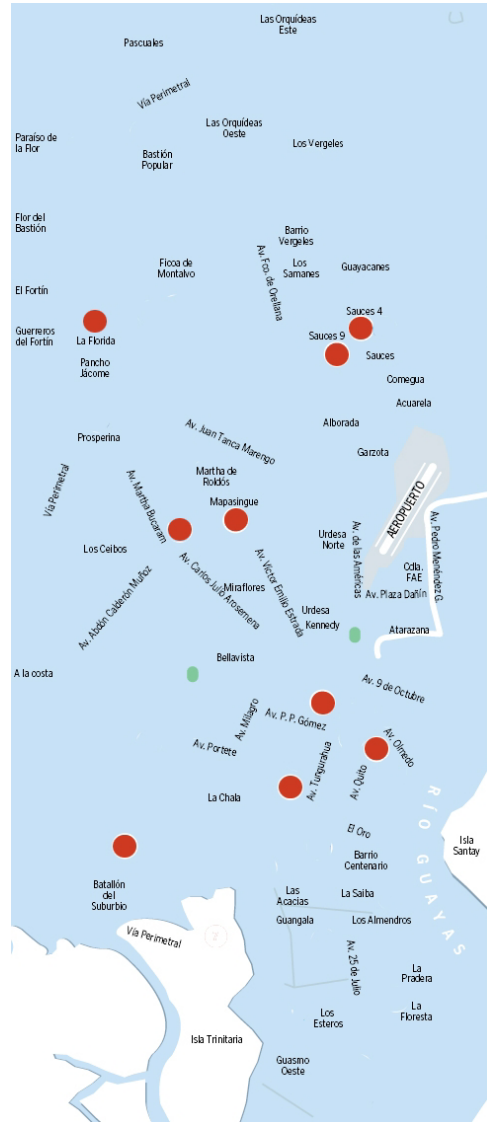 Las Orquídeas
Este
Pascuales
Vía Perimetral
Las Orquídeas
Oeste
Paraíso de
la Flor
Los Vergeles
Bastión
Popular
Flor del
Bastión
Barrio
Vergeles
Av. Fco. de Orellana
Ficoa de
Montalvo
Los
Samanes
Guayacanes
El Fortín
Sauces 4
Guerreros
del Fortín
La Florida
Sauces 9
Sauces
Pancho
Jácome
Comegua
Acuarela
Alborada
Av. Juan Tanca Marengo
Prosperina
Garzota
Martha de
Roldós
Vía Perimetral
Av. Martha Bucaram
Mapasingue
AEROPUERTO
Av. Pedro Menéndez G.
Urdesa
Norte
Av. de las Américas
Los Ceibos
Av. Carlos Julio Arosemena
Av. Víctor Emilio Estrada
Cdla.
FAE
Av. Abdón Calderón Muñoz
Miraflores
Av. Plaza Dañín
Urdesa
Kennedy
Atarazana
Bellavista
A la costa
Av. 9 de Octubre
Av. Milagro
Av. P. P. Gómez
Av. Olmedo
Av. Portete
Av. Tungurahua
Av. Quito
La Chala
RÍO GUAYAS
El Oro
Isla
Santay
Barrio
Centenario
Batallón
del
Suburbio
Las
Acacias
La Saiba
Guangala
Los Almendros
Vía Perimetral
Av. 25 de Julio
La
Pradera
La
Floresta
Los
Esteros
Isla Trinitaria
Guasmo
Oeste